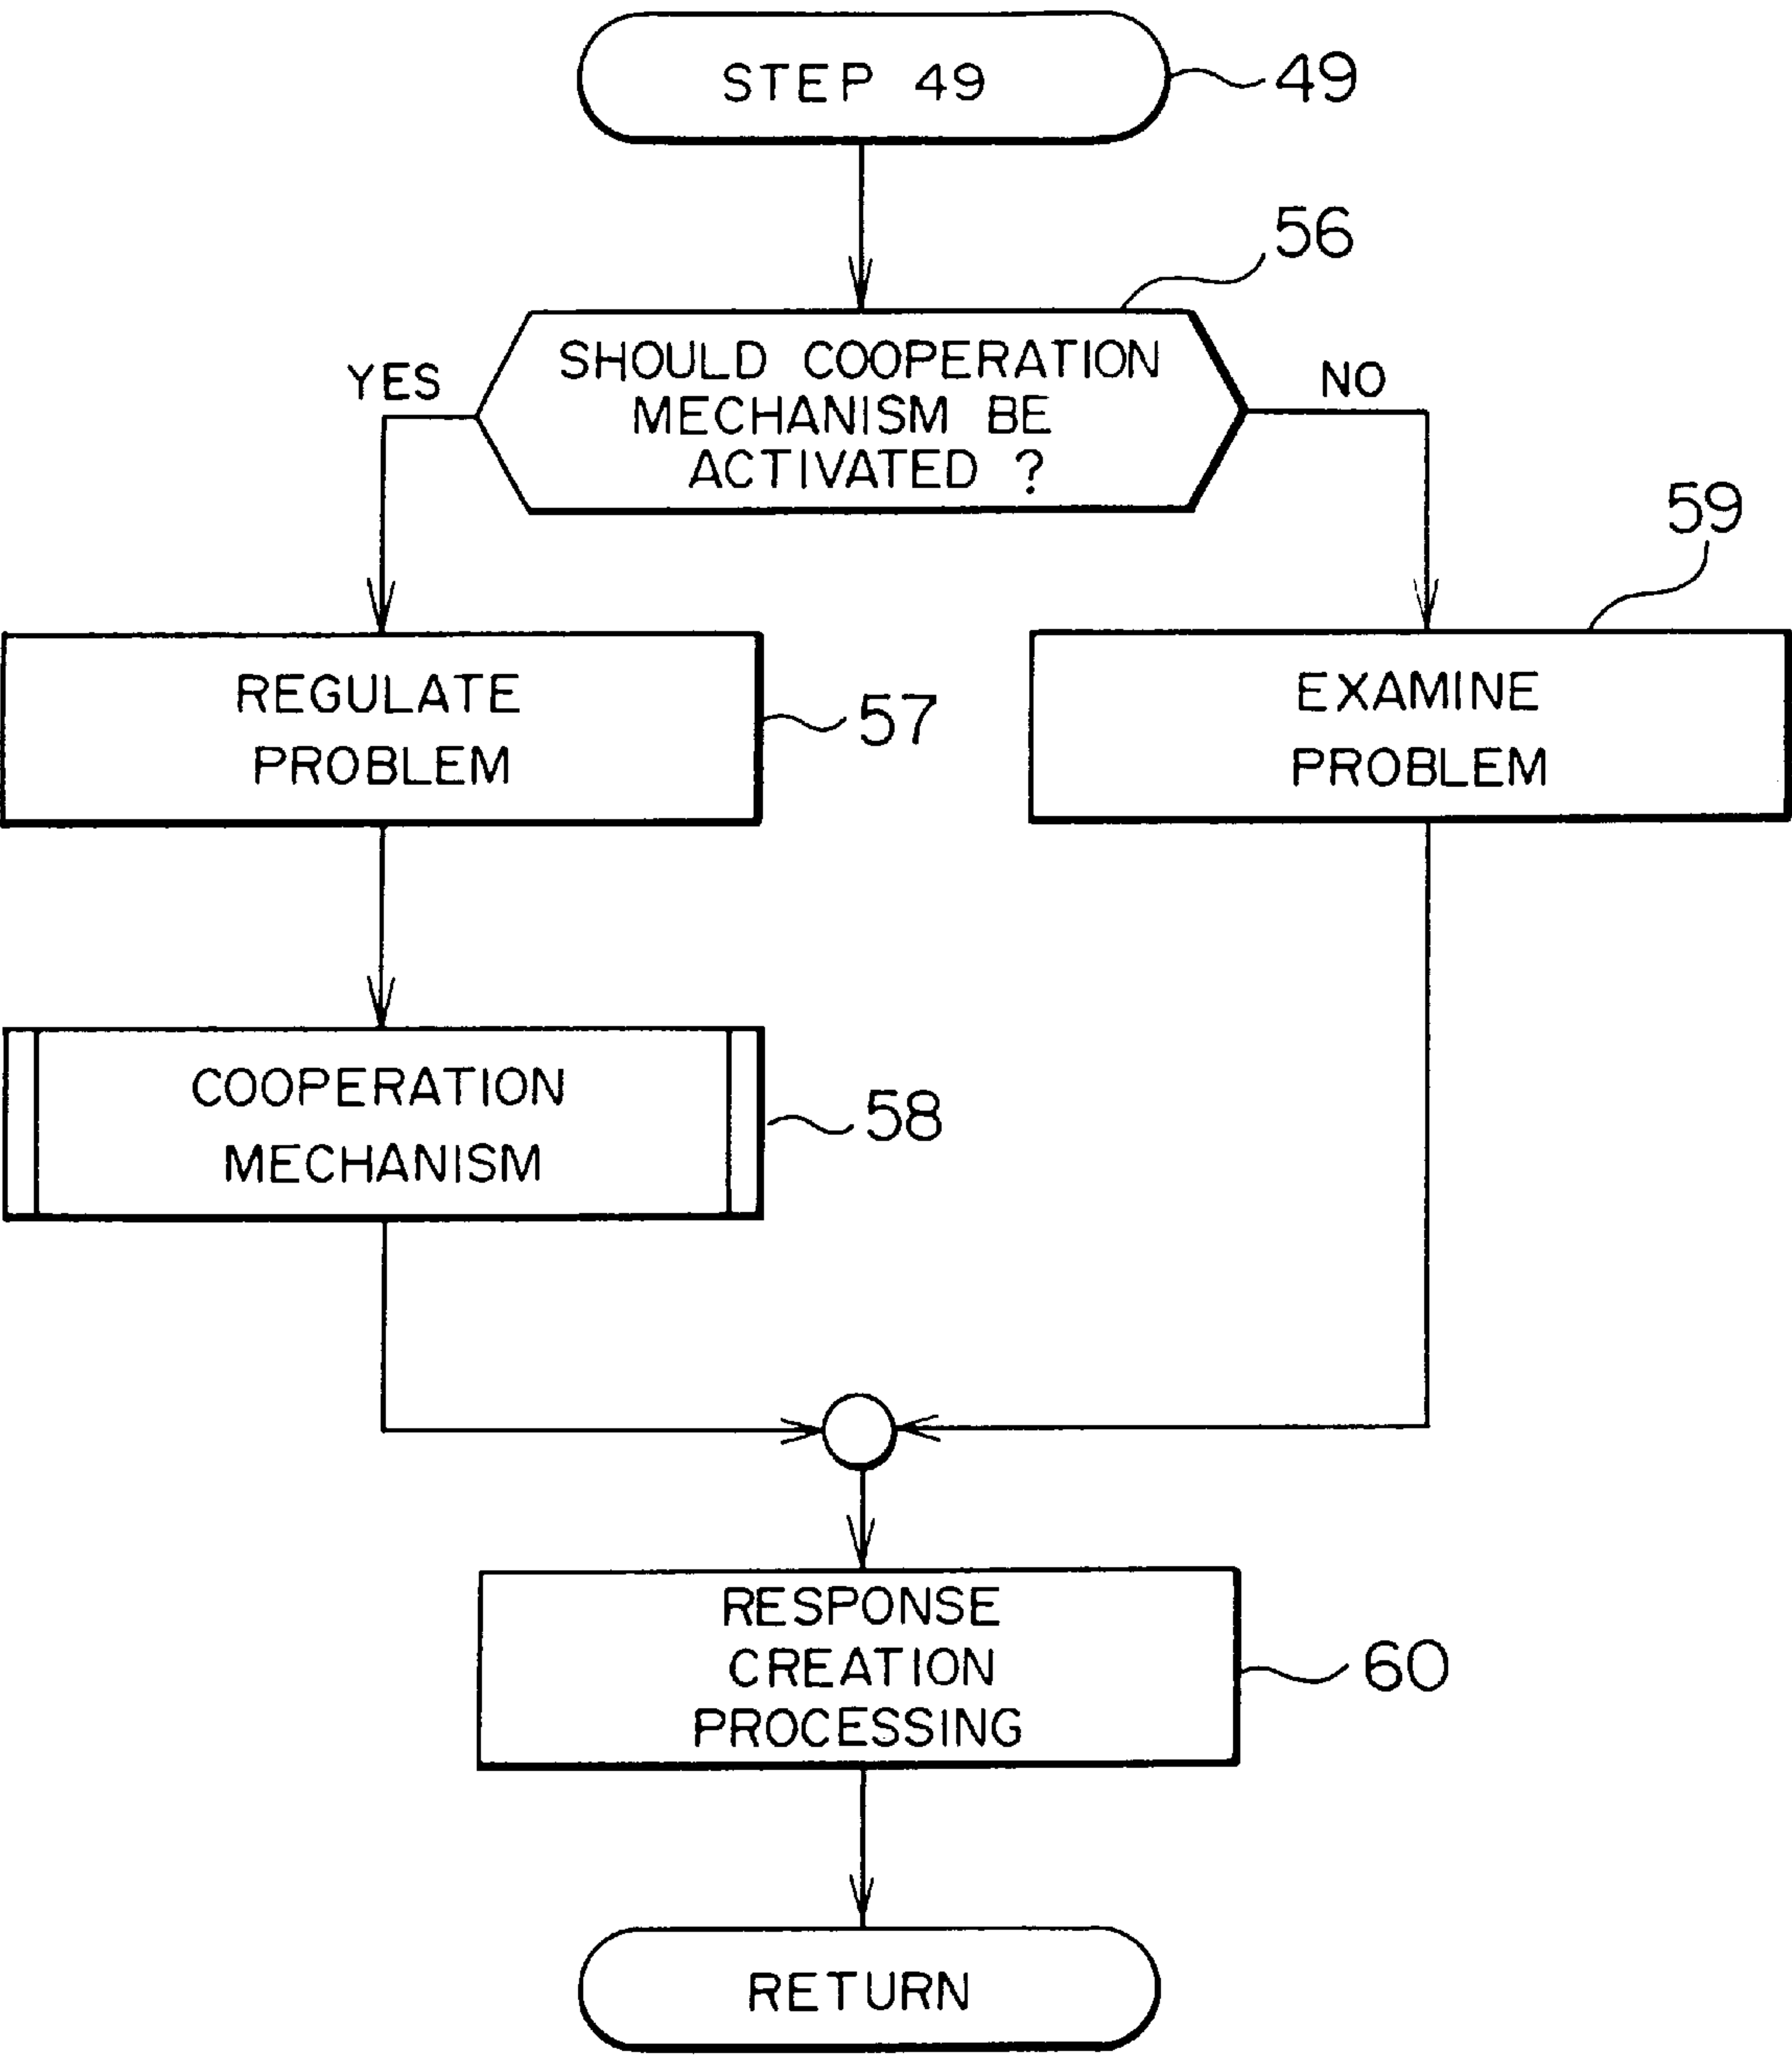 STEP 49
49
56
SHOULD COOPERATION
MECHANISM BE
ACTIVATED ?
YES
NO
59
REGULATE
PROBLEM
57
EXAMINE
PROBLEM
COOPERATION
MECHANISM
58
RESPONSE
CREATION
PROCESSING
60
RETURN